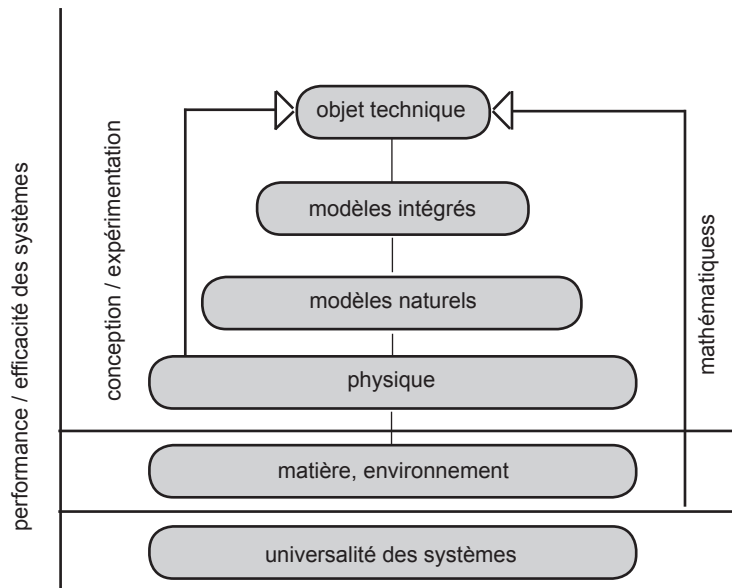 objet technique
modèles intégrés
modèles naturels
physique
matière, environnement
universalité des systèmes
performance / efficacité des systèmes
conception / expérimentation
mathématiquess